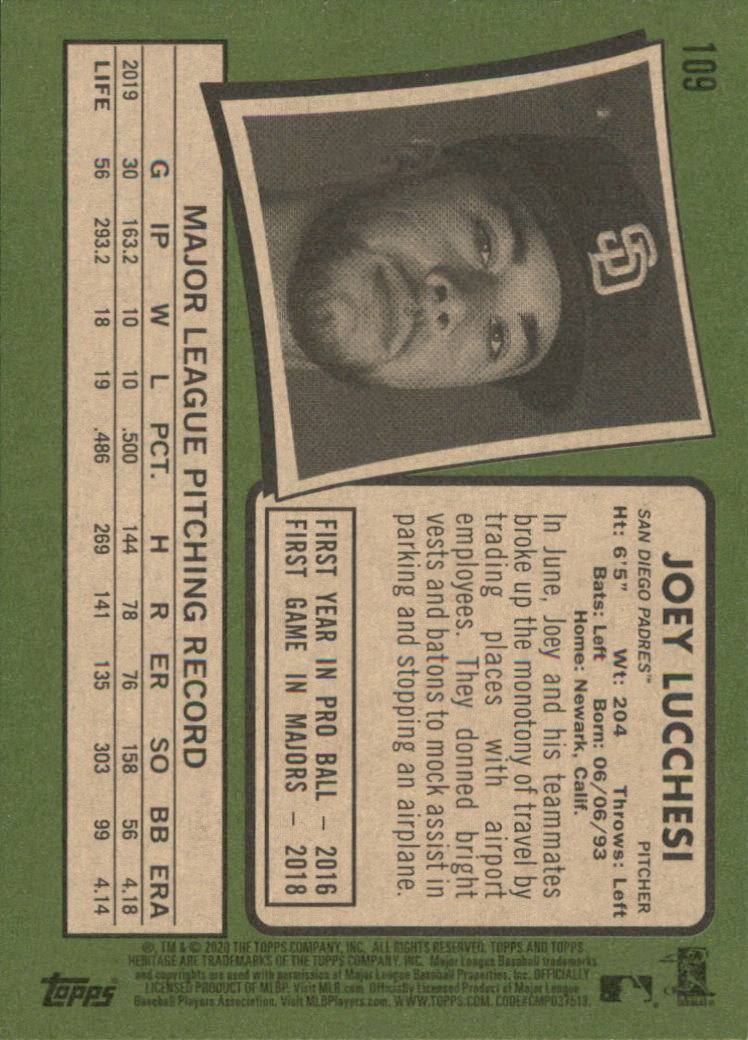 109
SD
JOEY LUCCHESI
SAN DIEGO PADRES™ PITCHER
Ht: 6'5" Wt: 204 Throws: Left
Bats: Left Born: 06/06/93
Home: Newark, Calif.
In June, Joey and his teammates
broke up the monotony of travel by
trading places with airport
employees. They donned bright
vests and batons to mock assist in
parking and stopping an airplane.
FIRST YEAR IN PRO BALL – 2016
FIRST GAME IN MAJORS – 2018
MAJOR LEAGUE PITCHING RECORD
G IP W L PCT. H R ER SO BB ERA
2019 30 163.2 10 10 .500 144 78 76 158 56 4.18
LIFE 56 293.2 18 19 .486 269 141 135 303 99 4.14
®, TM & © 2020 THE TOPPS COMPANY, INC. ALL RIGHTS RESERVED. TOPPS AND TOPPS
HERITAGE ARE TRADEMARKS OF THE TOPPS COMPANY, INC. Major League Baseball trademarks
and copyrights are used with permission of Major League Baseball Properties, Inc. OFFICIALLY
LICENSED PRODUCT OF MLBP. Visit MLB.com Officially Licensed Product of Major League
Baseball Players Association. Visit MLBPlayers.com. WWW.TOPPS.COM. CODE#CMP037513.
topps